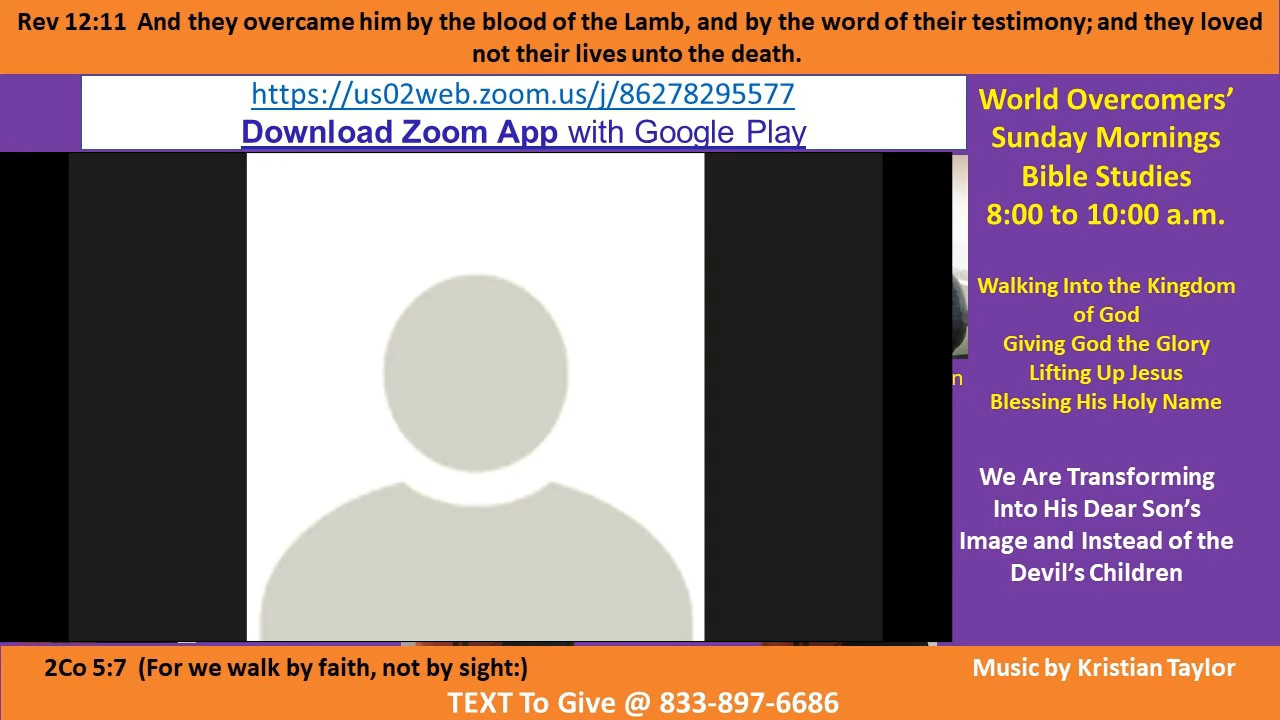 Rev 12:11  And they overcame him by the blood of the Lamb, and by the word of their testimony; and they loved
not their lives unto the death.
https://us02web.zoom.us/j/86278295577
Download Zoom App with Google Play
World Overcomers’
Sunday Mornings
Bible Studies
8:00 to 10:00 a.m.
Walking Into the Kingdom
of God
Giving God the Glory
Lifting Up Jesus
Blessing His Holy Name
We Are Transforming
Into His Dear Son’s
Image and Instead of the
Devil’s Children
2Co 5:7  (For we walk by faith, not by sight:)
Music by Kristian Taylor
TEXT To Give @ 833-897-6686